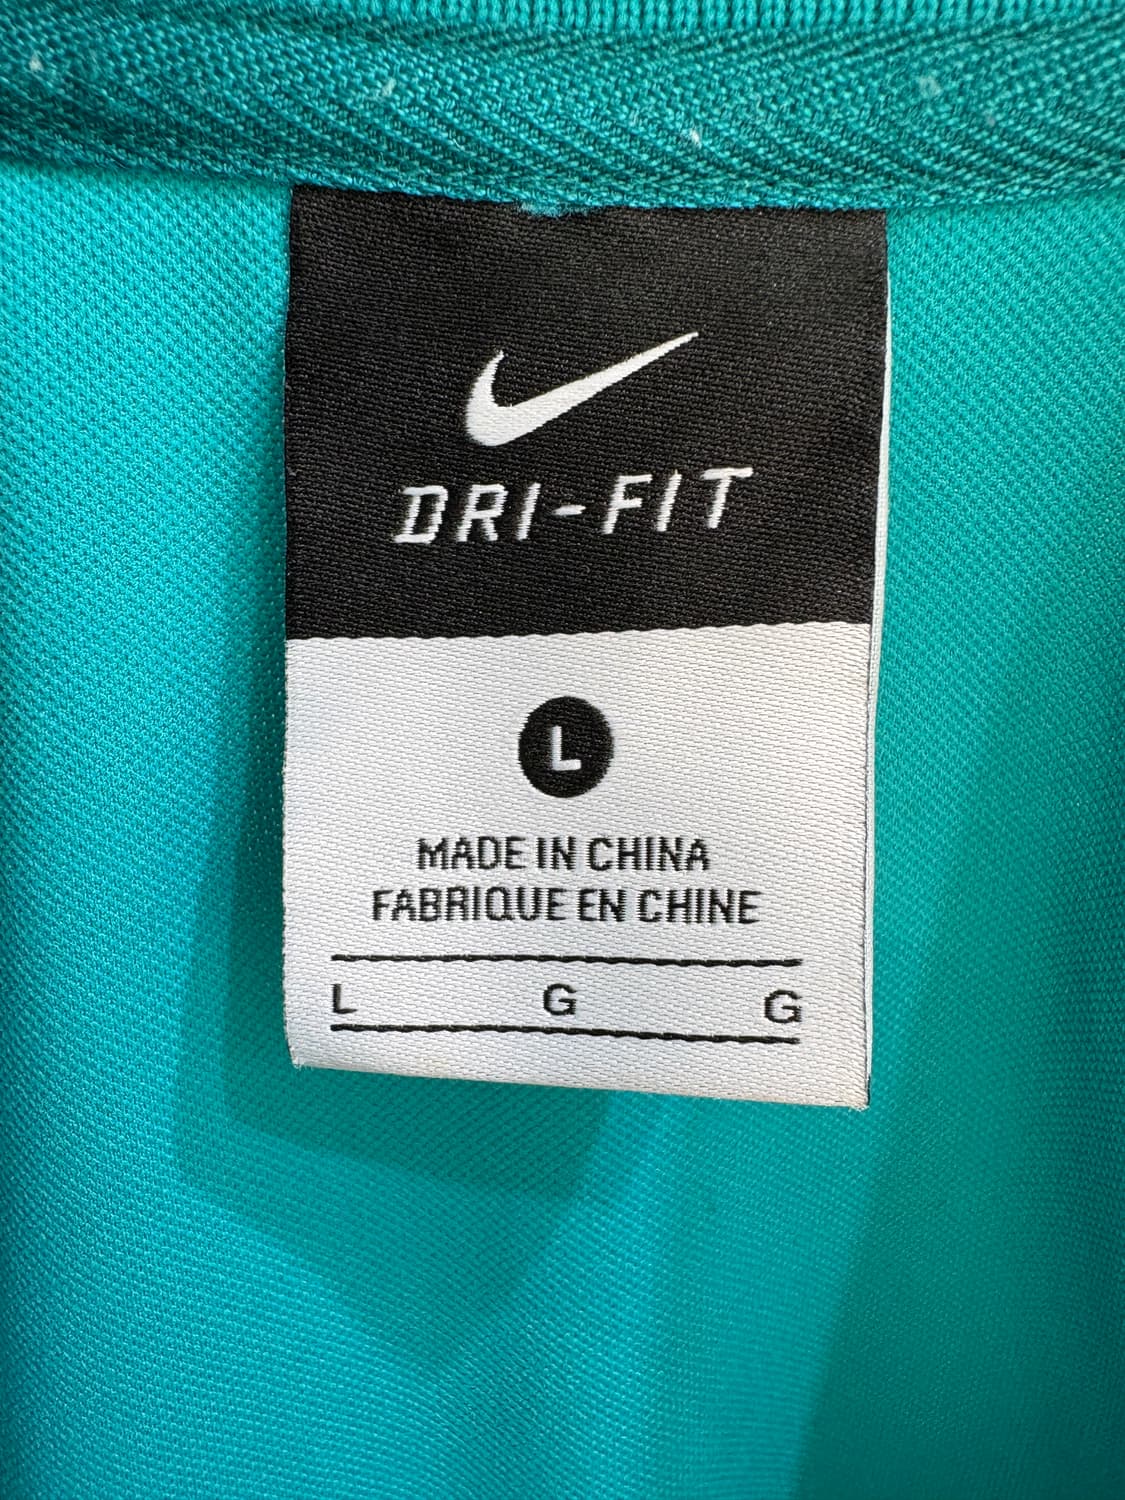 DRI-FIT
L
MADE IN CHINA
FABRIQUE EN CHINE
L G G